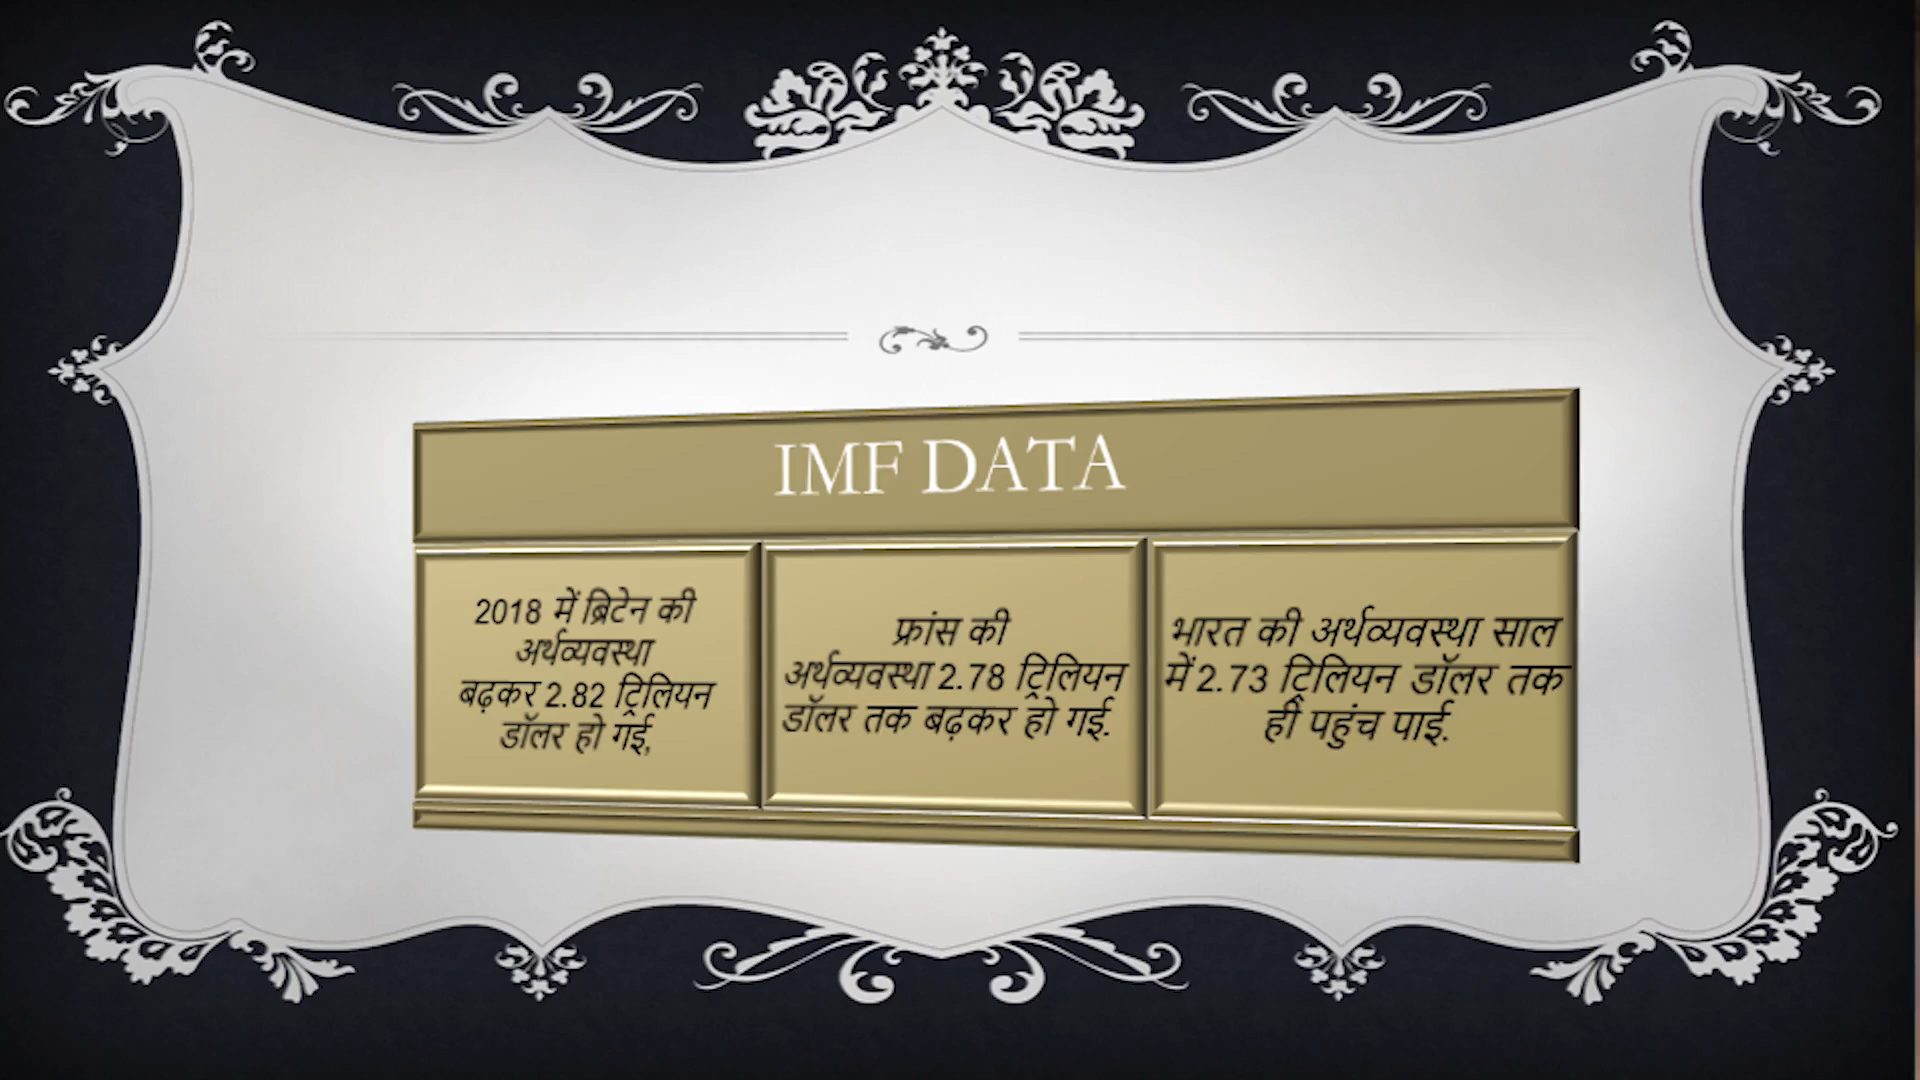 IMF DATA
2018 में ब्रिटेन की
अर्थव्यवस्था
बढ़कर 2.82 ट्रिलियन
डॉलर हो गई,
फ्रांस की
अर्थव्यवस्था 2.78 ट्रिलियन
डॉलर तक बढ़कर हो गई.
भारत की अर्थव्यवस्था साल
में 2.73 ट्रिलियन डॉलर तक
ही पहुंच पाई.